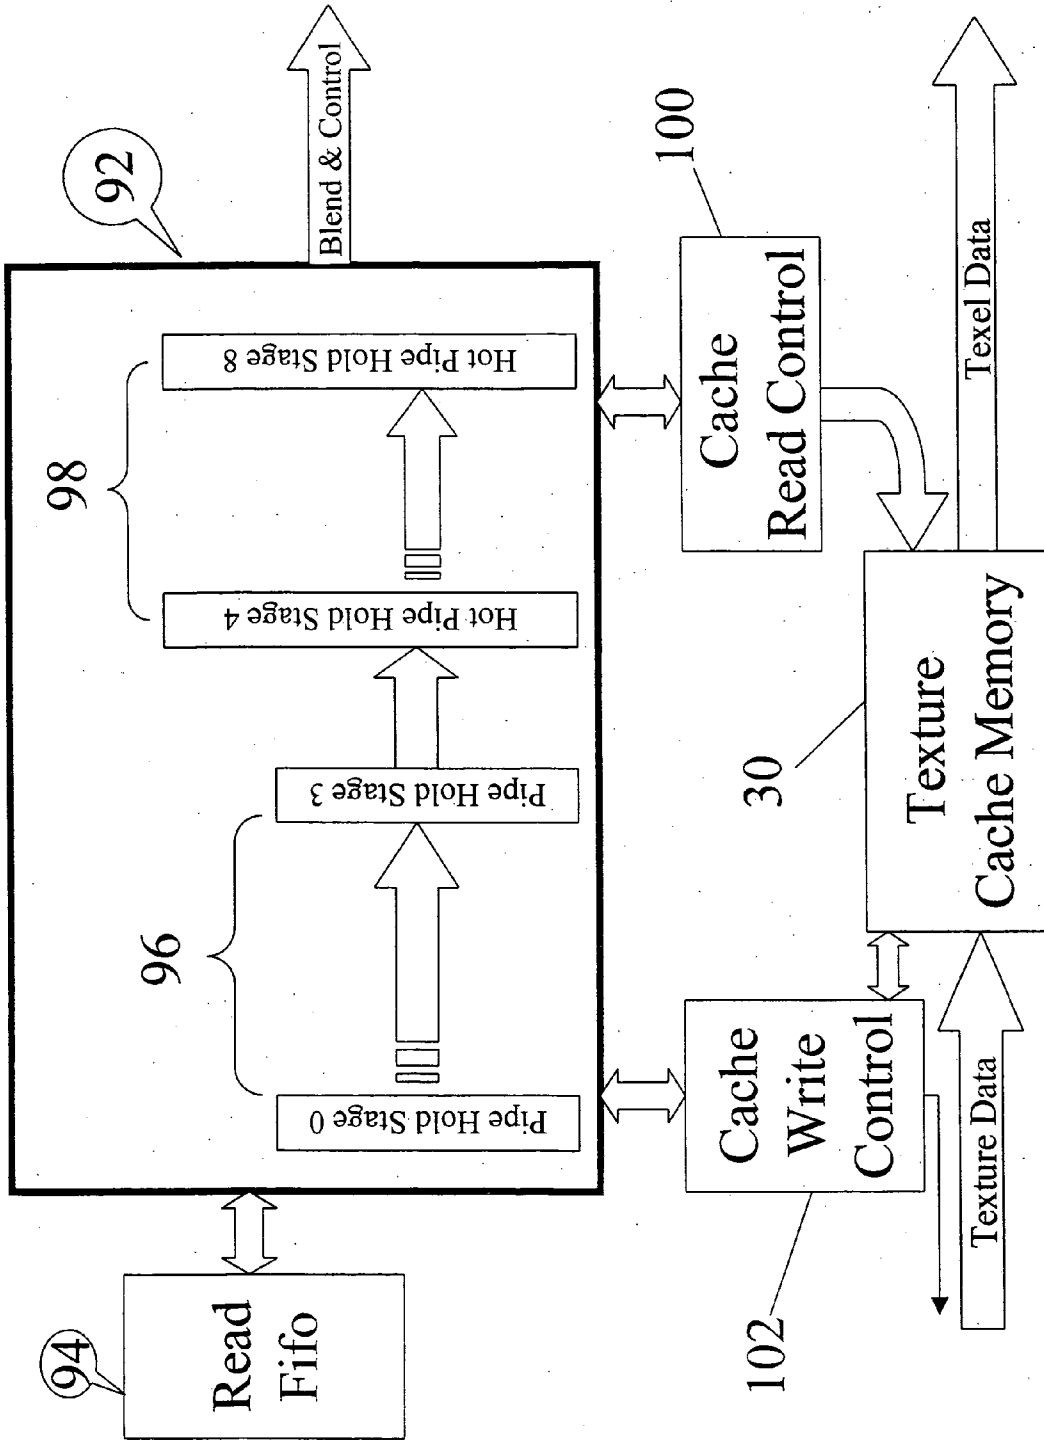 94
Read
Fifo
92
96
98
Pipe Hold Stage 0
Pipe Hold Stage 3
Hot Pipe Hold Stage 4
Hot Pipe Hold Stage 8
Blend & Control
102
Cache
Write
Control
100
Cache
Read Control
30
Texture
Cache Memory
Texture Data
Texel Data